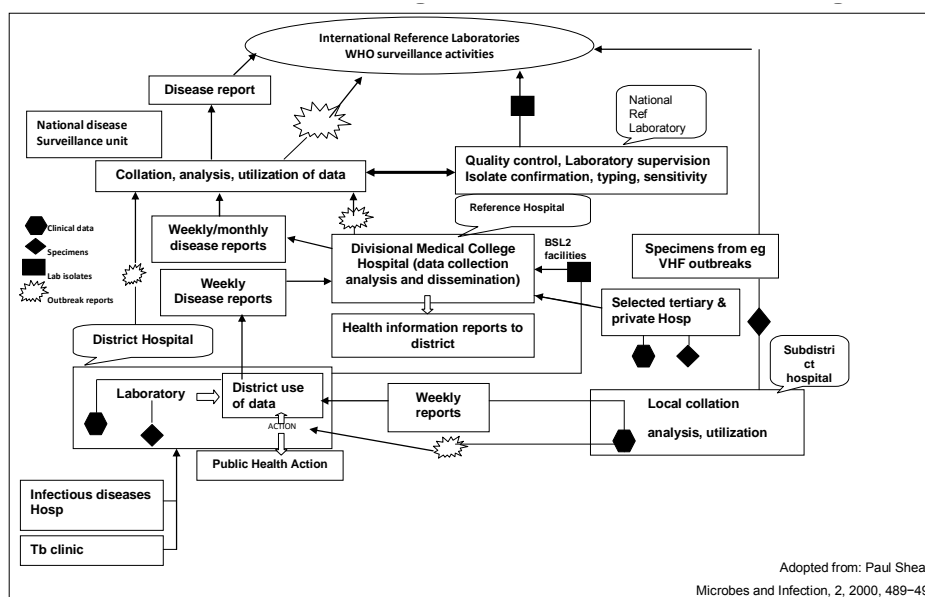 International Reference Laboratories
WHO surveillance activities
Disease report
National
Ref
Laboratory
National disease
Surveillance unit
Collation, analysis, utilization of data
Quality control, Laboratory supervision
Isolate confirmation, typing, sensitivity
Reference Hospital
Clinical data
Specimens
Lab isolates
Outbreak reports
Weekly/monthly
disease reports
Divisional Medical College
Hospital (data collection
analysis and dissemination)
BSL2
facilities
Specimens from eg
VHF outbreaks
Weekly
Disease reports
Selected tertiary &
private Hosp
Health information reports to
district
District Hospital
Subdistri
ct
hospital
Laboratory
District use
of data
Weekly
reports
Local collation
analysis, utilization
ACTION
Public Health Action
Infectious diseases
Hosp
Tb clinic
Adopted from: Paul Shea
Microbes and Infection, 2, 2000, 489-49